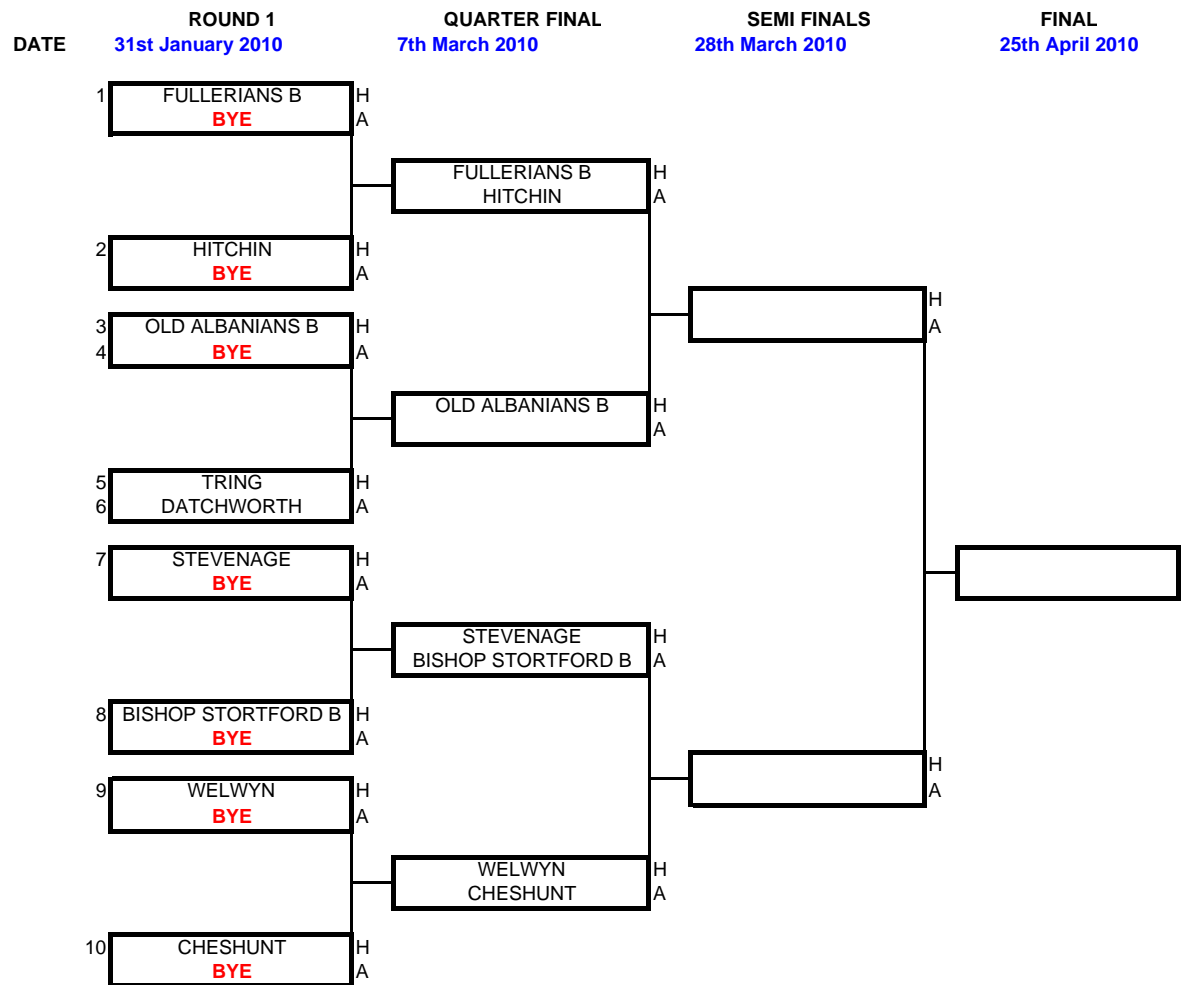 ROUND 1 QUARTER FINAL SEMI FINALS FINAL
DATE 31st January 2010 7th March 2010 28th March 2010 25th April 2010
1 FULLERIANS B H
BYE A
FULLERIANS B H
HITCHIN A
2 HITCHIN H
BYE A
H
A
3 OLD ALBANIANS B H
4 BYE A
OLD ALBANIANS B H
A
5 TRING H
6 DATCHWORTH A
7 STEVENAGE H
BYE A
STEVENAGE H
BISHOP STORTFORD B A
8 BISHOP STORTFORD B H
BYE A
H
A
9 WELWYN H
BYE A
WELWYN H
CHESHUNT A
10 CHESHUNT H
BYE A